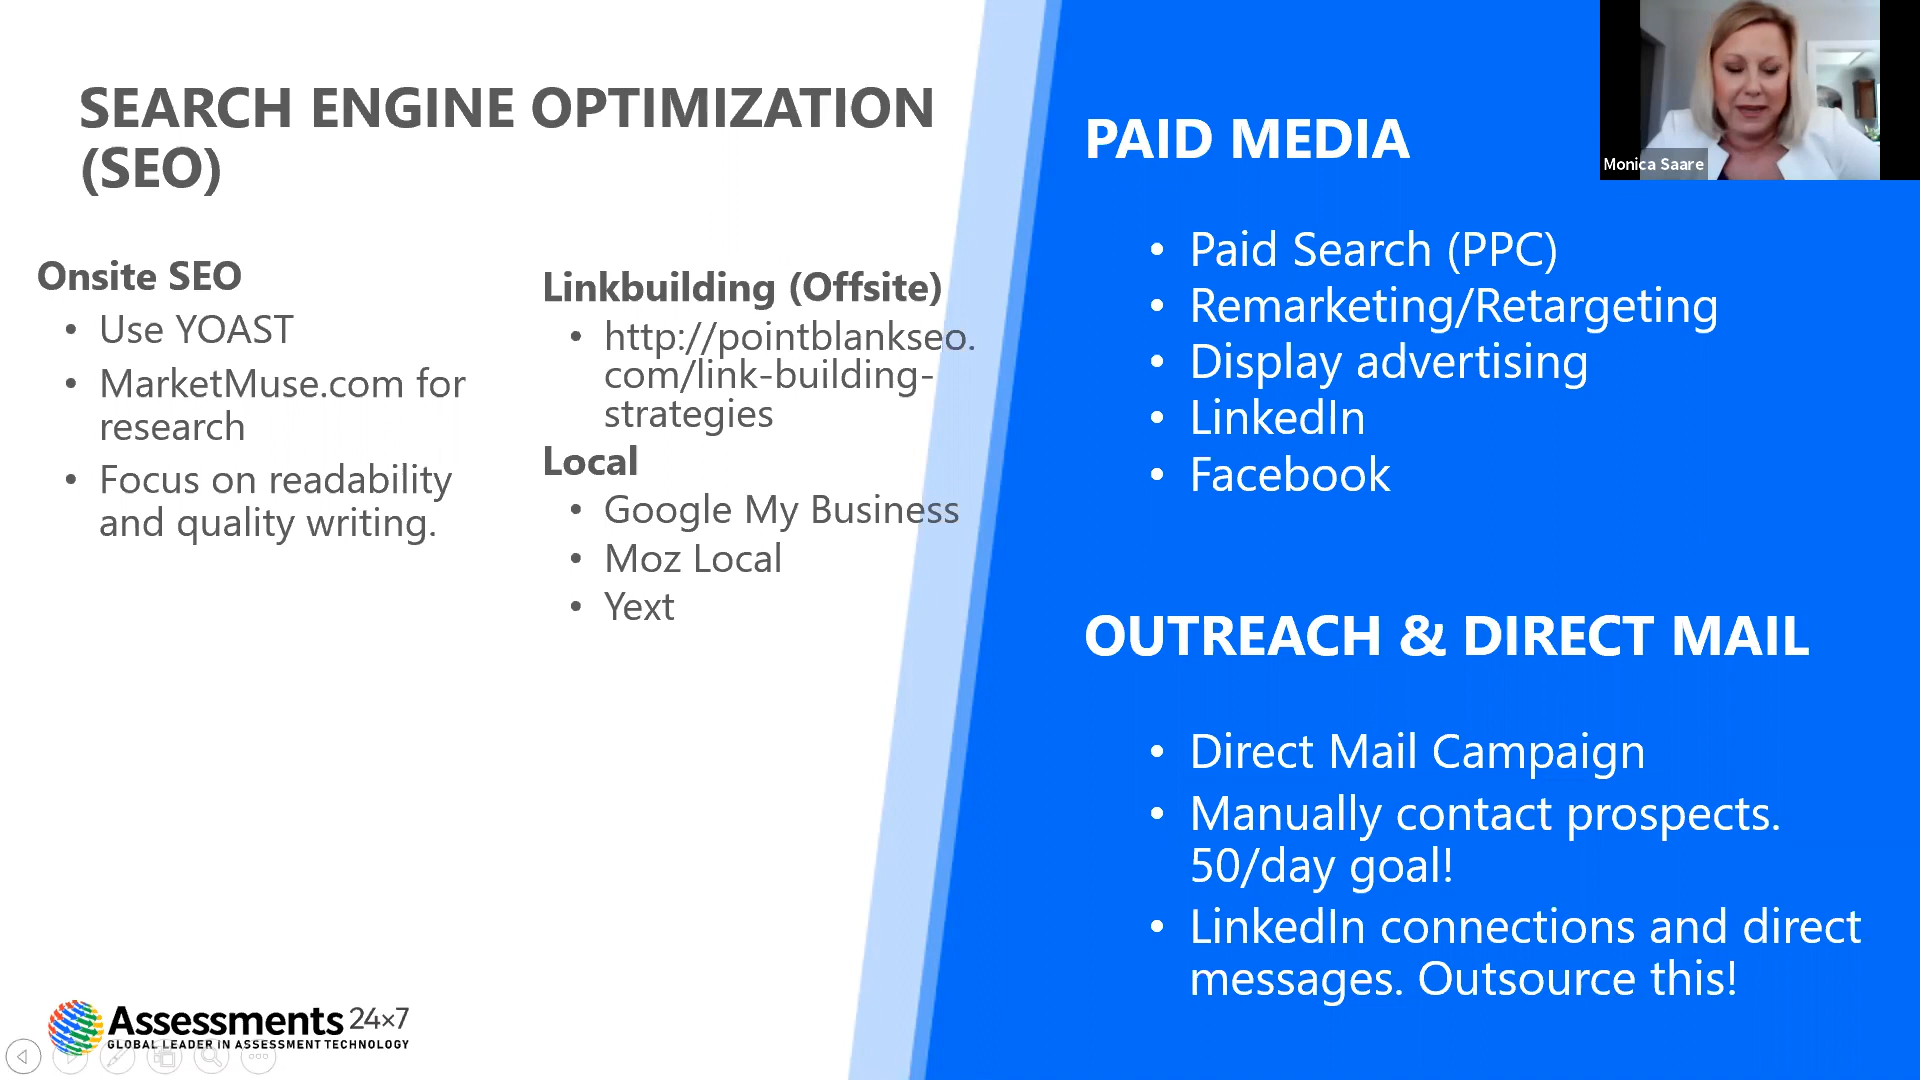 SEARCH ENGINE OPTIMIZATION
(SEO)
Onsite SEO
• Use YOAST
• MarketMuse.com for
research
• Focus on readability
and quality writing.
Linkbuilding (Offsite)
• http://pointblankseo.
com/link-building-
strategies
Local
• Google My Business
• Moz Local
• Yext
PAID MEDIA
• Paid Search (PPC)
• Remarketing/Retargeting
• Display advertising
• LinkedIn
• Facebook
OUTREACH & DIRECT MAIL
• Direct Mail Campaign
• Manually contact prospects.
50/day goal!
• LinkedIn connections and direct
messages. Outsource this!
Monica Saare
Assessments 24×7
GLOBAL LEADER IN ASSESSMENT TECHNOLOGY